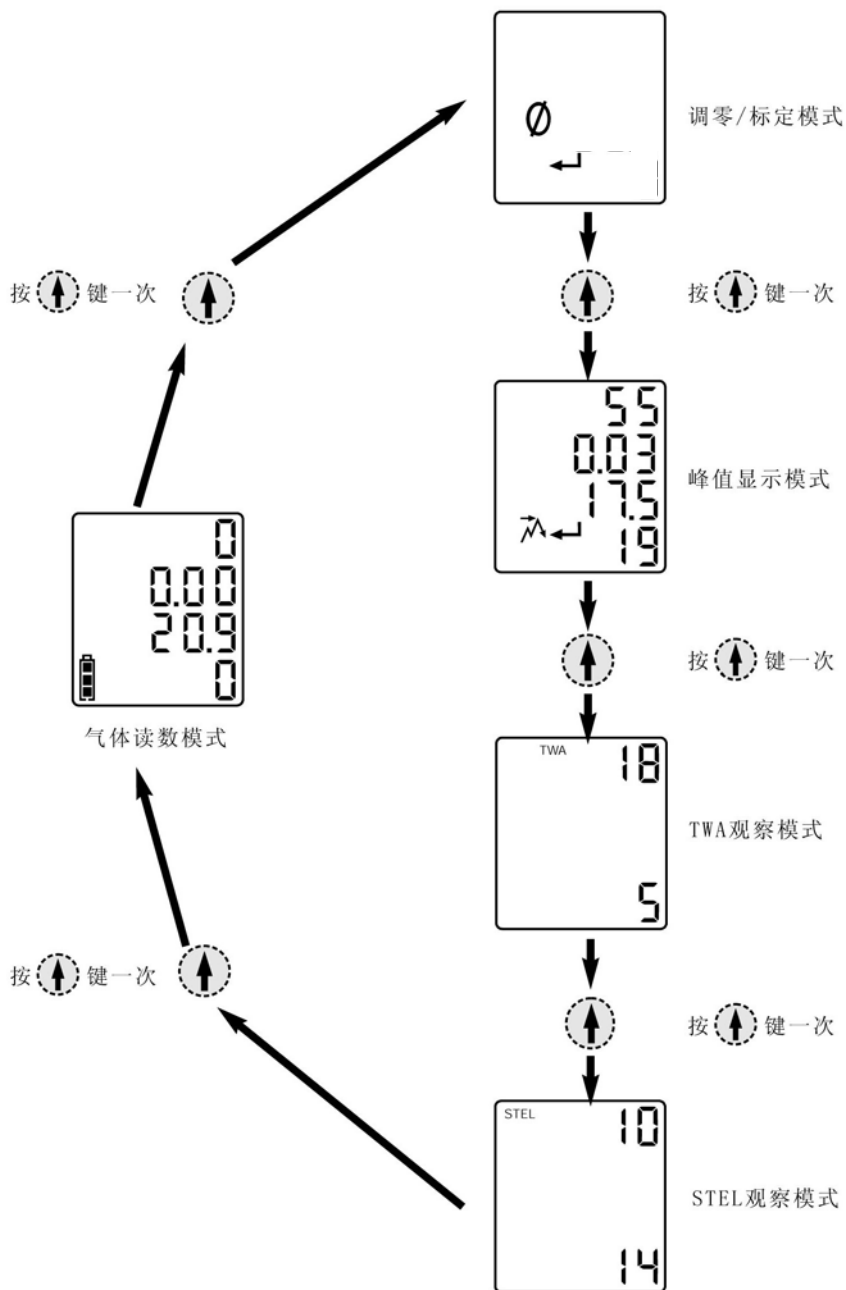 调零/标定模式
按 键一次
按 键一次
55
0.03
17.5
19
峰值显示模式
0
0.00
20.9
0
气体读数模式
按 键一次
TWA 18
5
TWA观察模式
按 键一次
按 键一次
STEL 10
14
STEL观察模式